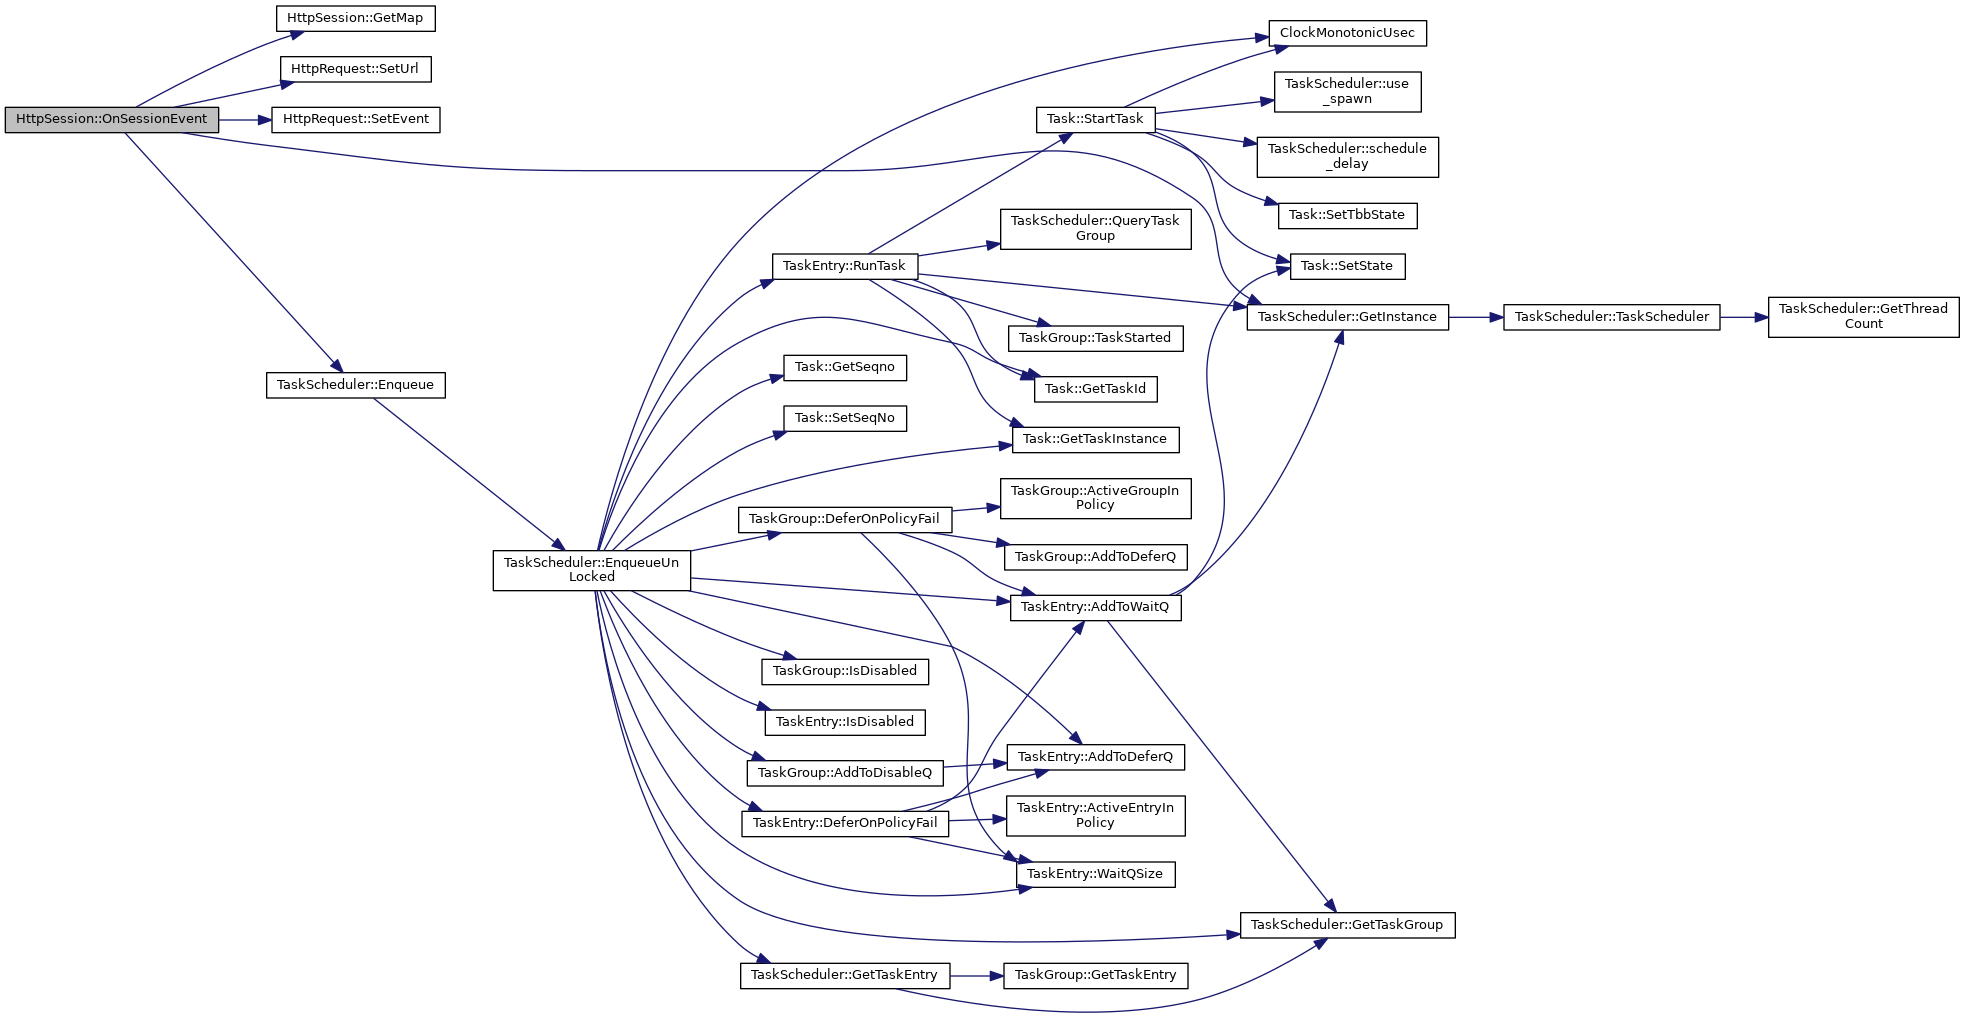 HttpSession::GetMap
HttpRequest::SetUrl
HttpSession::OnSessionEvent
HttpRequest::SetEvent
TaskScheduler::Enqueue
TaskScheduler::EnqueueUn
Locked
TaskEntry::RunTask
Task::GetSeqno
Task::SetSeqNo
TaskGroup::DeferOnPolicyFail
TaskGroup::IsDisabled
TaskEntry::IsDisabled
TaskGroup::AddToDisableQ
TaskEntry::DeferOnPolicyFail
TaskScheduler::GetTaskEntry
Task::StartTask
TaskScheduler::QueryTask
Group
TaskGroup::TaskStarted
Task::GetTaskId
Task::GetTaskInstance
TaskGroup::ActiveGroupIn
Policy
TaskGroup::AddToDeferQ
TaskEntry::AddToWaitQ
TaskEntry::AddToDeferQ
TaskEntry::ActiveEntryIn
Policy
TaskEntry::WaitQSize
TaskGroup::GetTaskEntry
ClockMonotonicUsec
TaskScheduler::use
_spawn
TaskScheduler::schedule
_delay
Task::SetTbbState
Task::SetState
TaskScheduler::GetInstance
TaskScheduler::GetTaskGroup
TaskScheduler::TaskScheduler
TaskScheduler::GetThread
Count